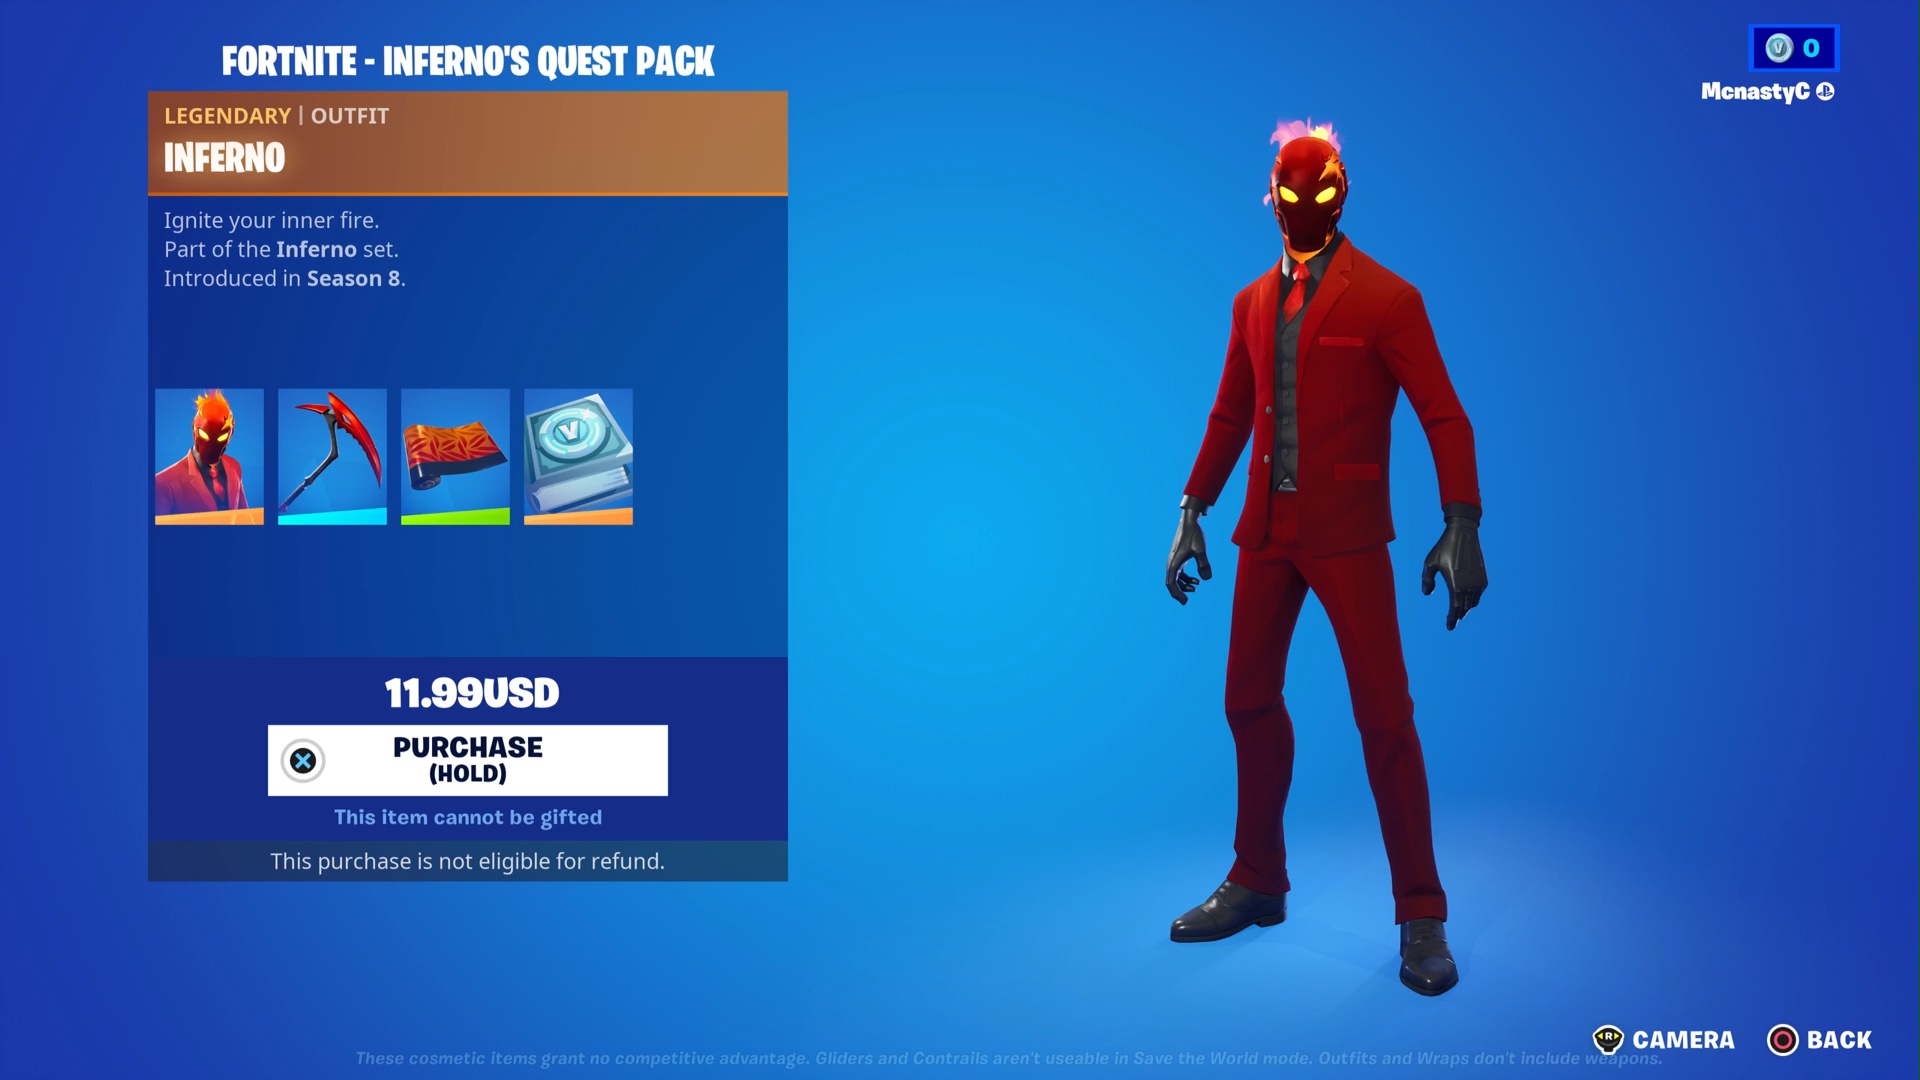 FORTNITE - INFERNO'S QUEST PACK
V 0
McnastyC
LEGENDARY | OUTFIT
INFERNO
Ignite your inner fire.
Part of the Inferno set.
Introduced in Season 8.
V
11.99USD
PURCHASE
(HOLD)
This item cannot be gifted
This purchase is not eligible for refund.
R CAMERA
BACK
These cosmetic items grant no competitive advantage. Gliders and Contrails aren't useable in Save the World mode. Outfits and Wraps don't include weapons.